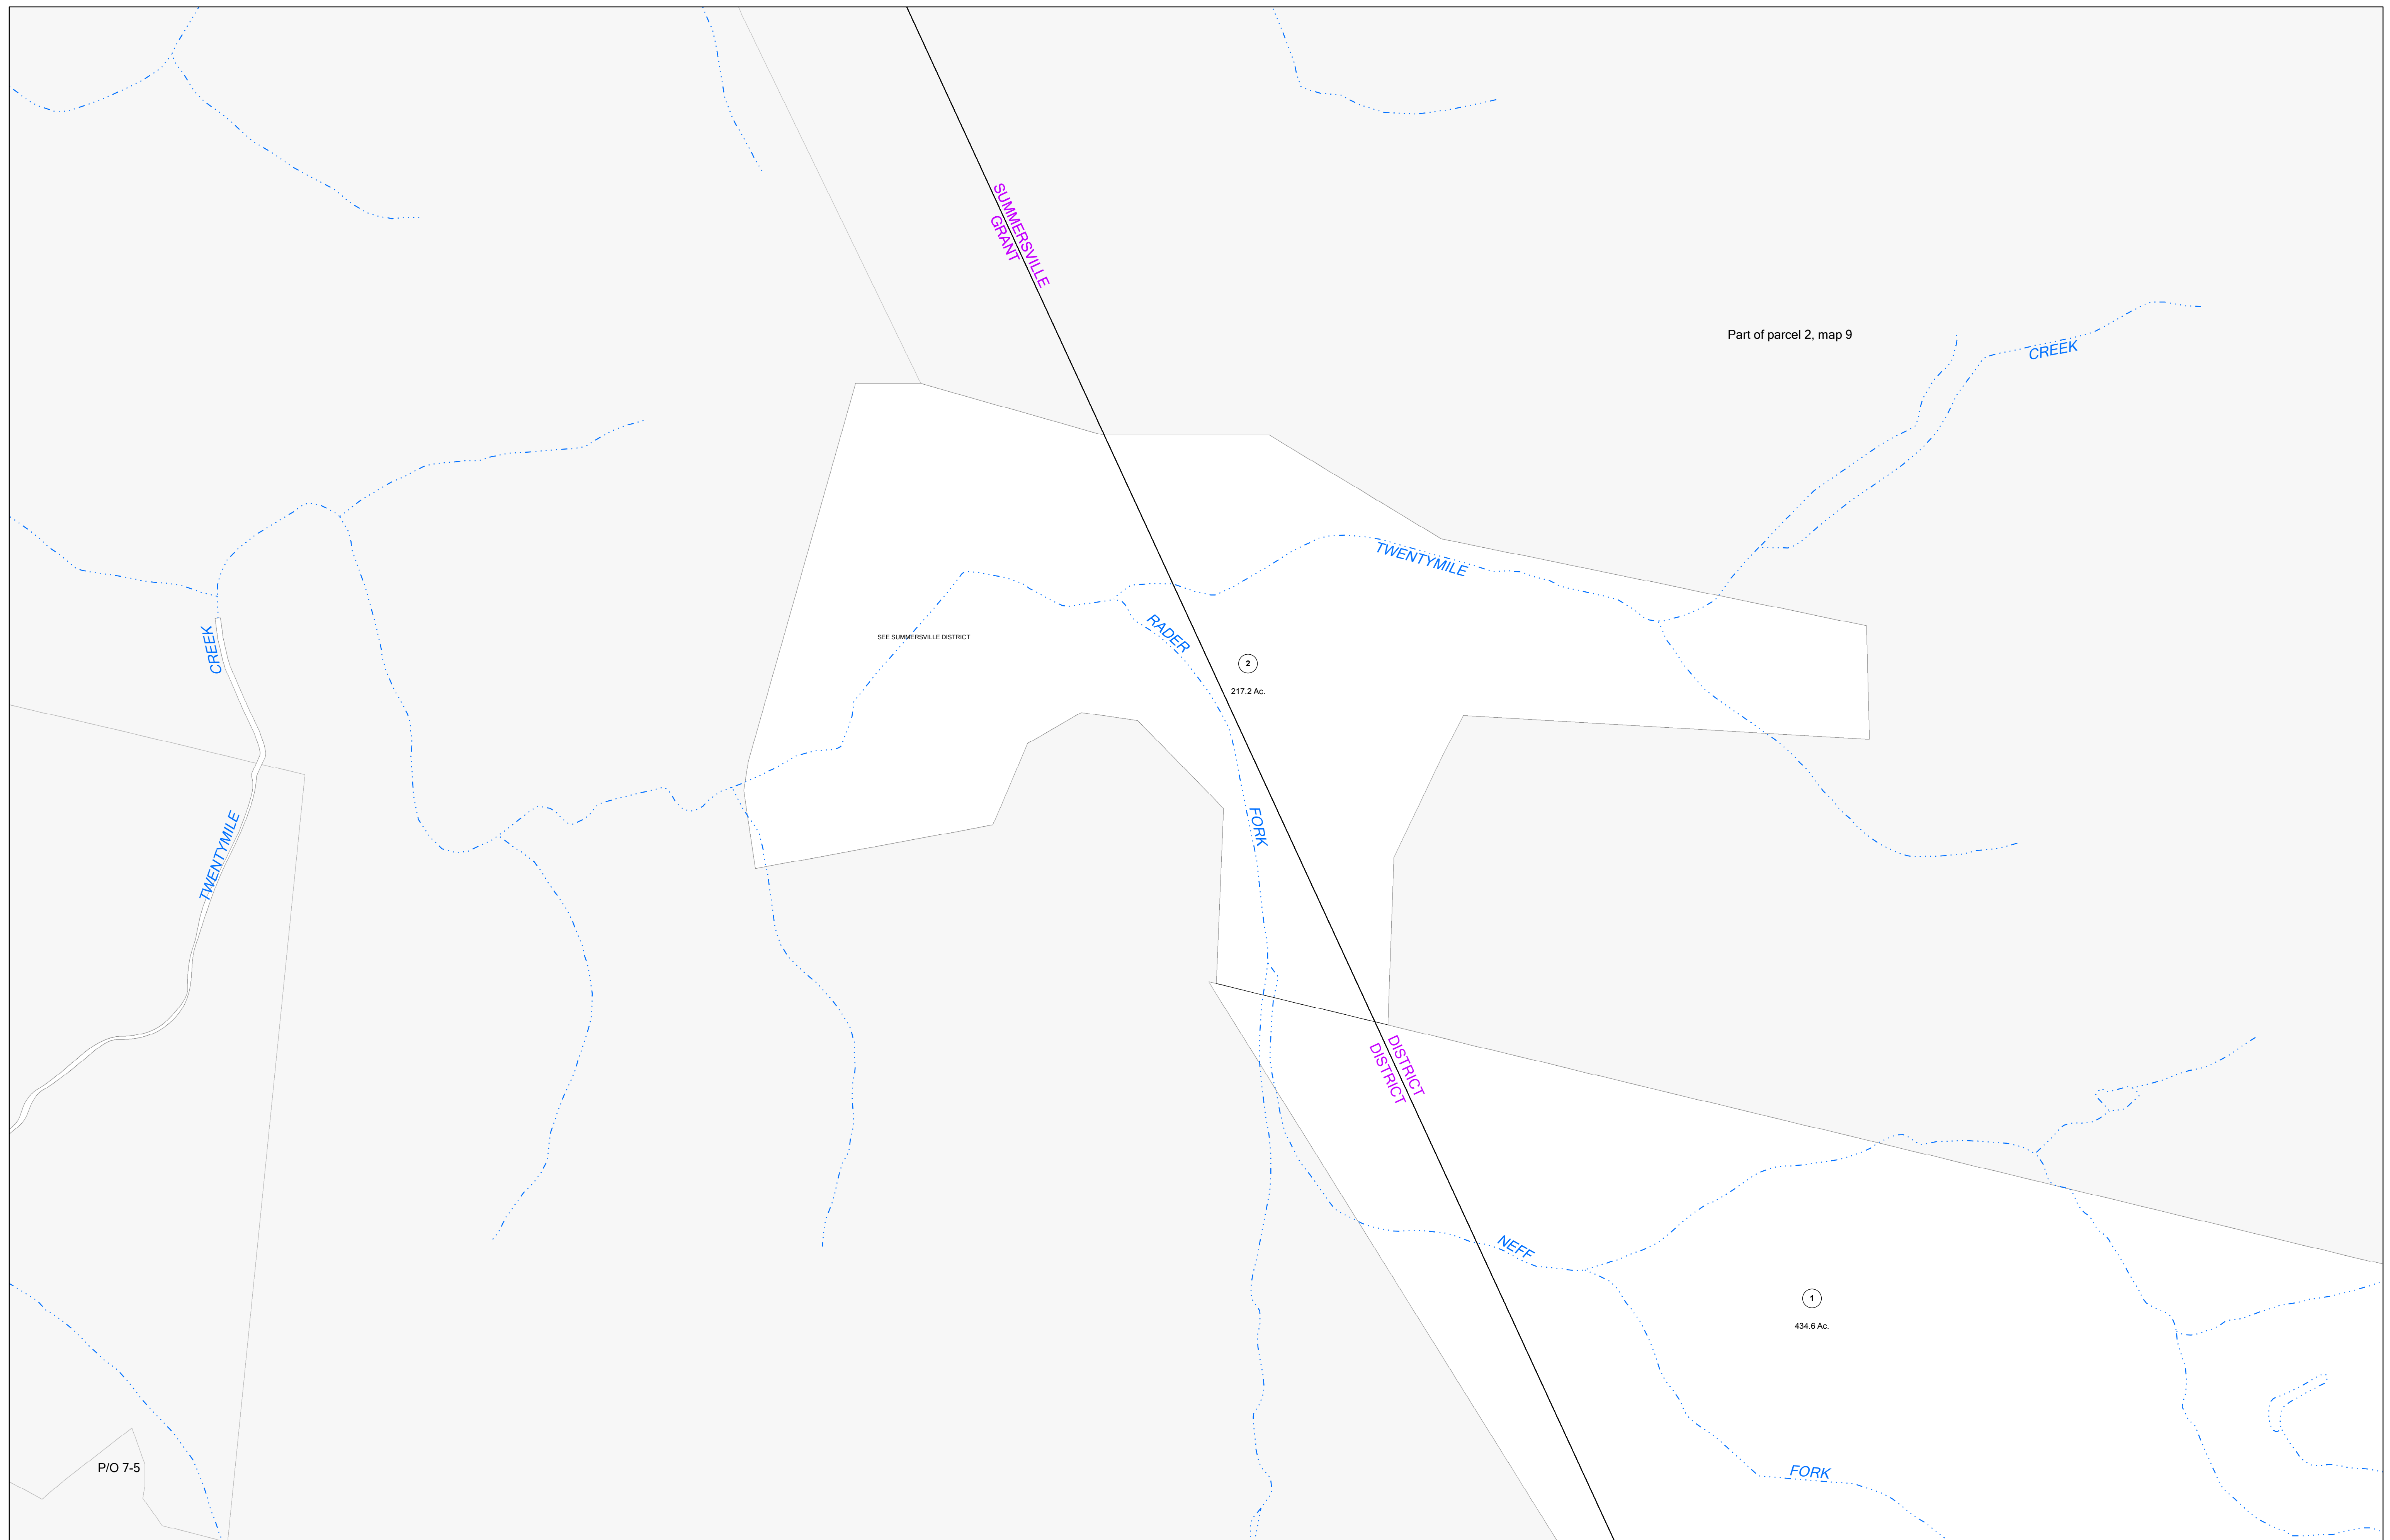 SUMMERSVILLE
GRANT
Part of parcel 2, map 9
CREEK
TWENTYMILE
RADER
SEE SUMMERSVILLE DISTRICT
CREEK
2
217.2 Ac.
FORK
TWENTYMILE
DISTRICT
DISTRICT
NEFF
1
434.6 Ac.
P/O 7-5
FORK